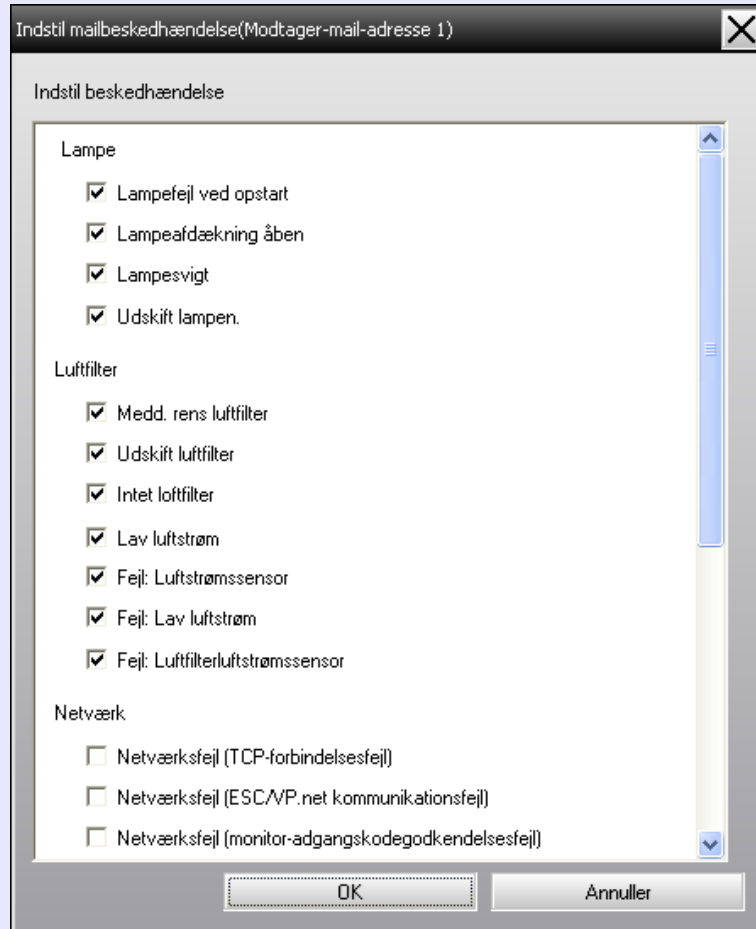 Indstil mailbeskedhændelse(Modtager-mail-adresse 1)
Indstil beskedhændelse
Lampe
Lampefejl ved opstart
Lampeafdækning åben
Lampesvigt
Udskift lampen.
Luftfilter
Medd. rens luftfilter
Udskift luftfilter
Intet loftfilter
Lav luftstrøm
Fejl: Luftstrømssensor
Fejl: Lav luftstrøm
Fejl: Luftfilterluftstrømssensor
Netværk
Netværksfejl (TCP-forbindelsesfejl)
Netværksfejl (ESC/VP.net kommunikationsfejl)
Netværksfejl (monitor-adgangskodegodkendelsesfejl)
OK Annuller